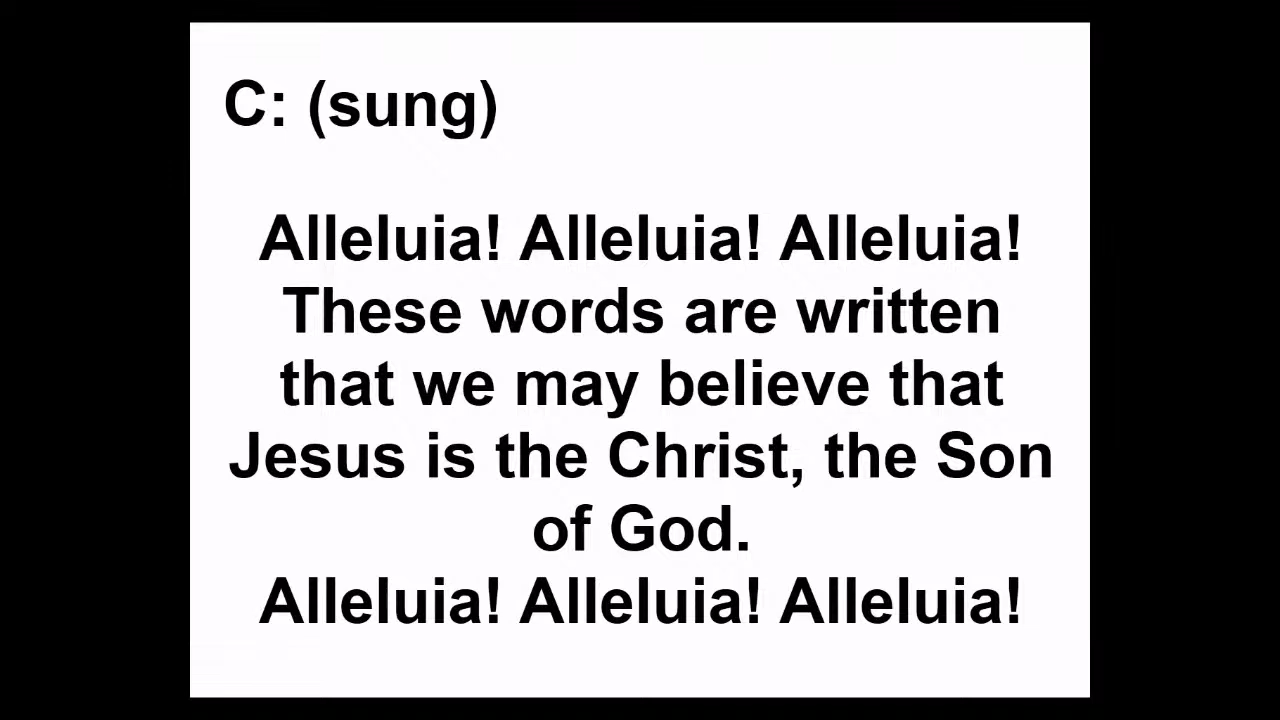 C: (sung)
Alleluia! Alleluia! Alleluia!
These words are written
that we may believe that
Jesus is the Christ, the Son
of God.
Alleluia! Alleluia! Alleluia!